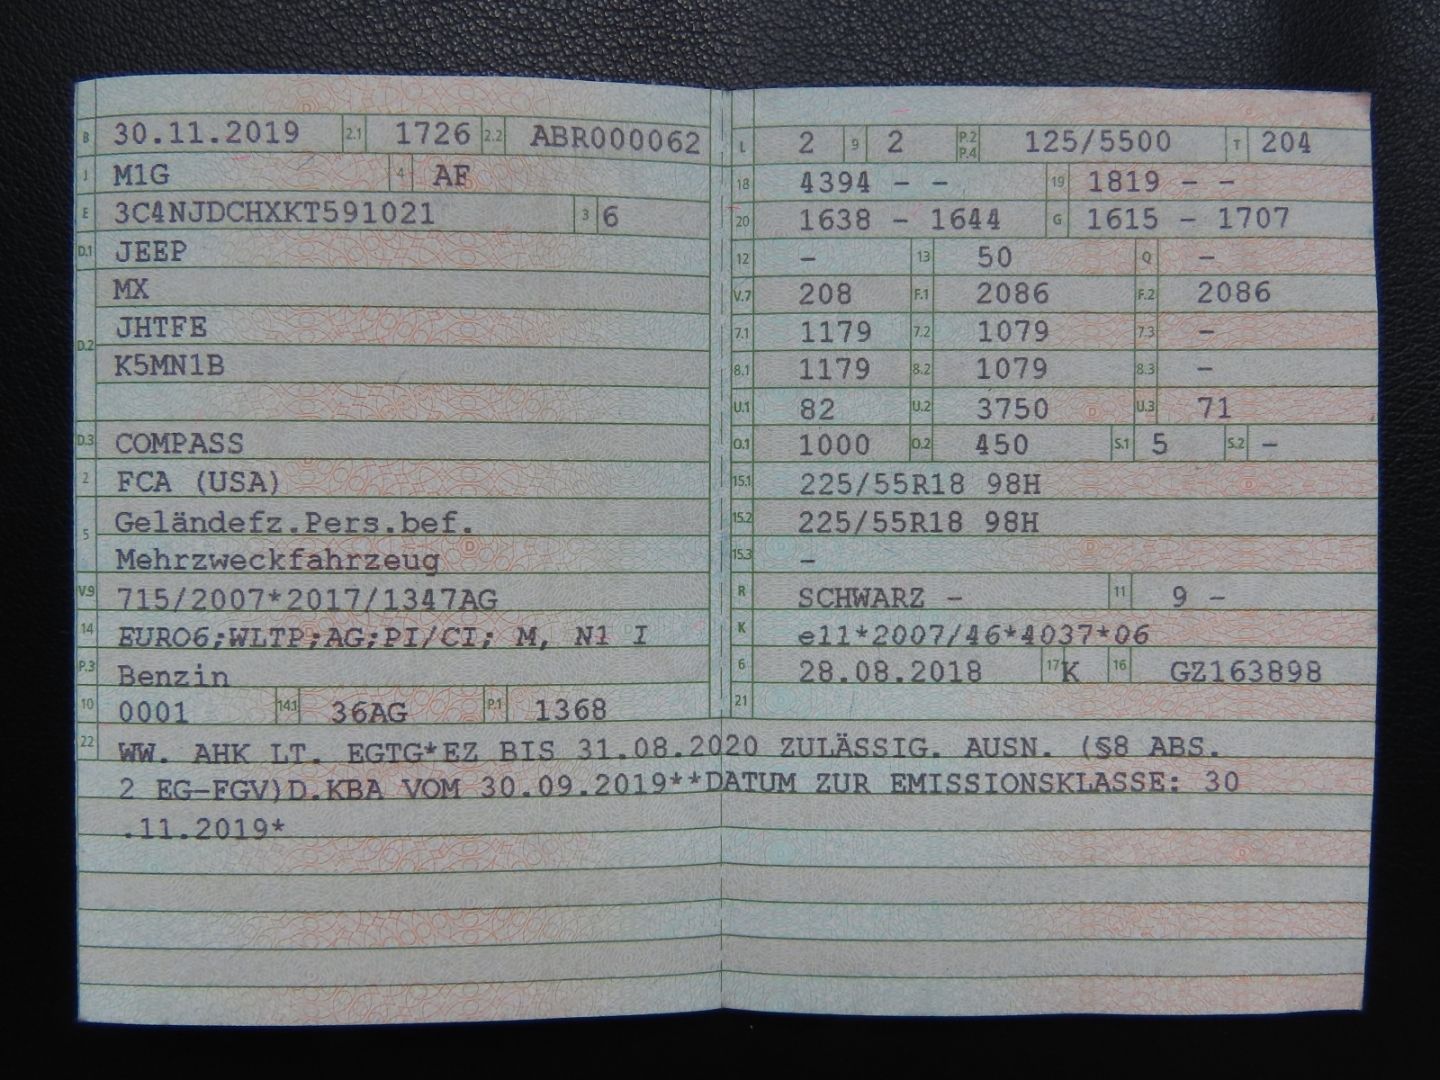 B 30.11.2019 2.1 1726 2.2 ABR000062
J M1G 4 AF
E 3C4NJDCHXKT591021 3 6
D.1 JEEP
MX
D.2 JHTFE
K5MN1B
D.3 COMPASS
2 FCA (USA)
5 Geländefz.Pers.bef.
Mehrzweckfahrzeug
V.9 715/2007*2017/1347AG
14 EURO6;WLTP;AG;PI/CI; M, N1 I
P.3 Benzin
10 0001 14.1 36AG P.1 1368
L 2 9 2 P.2 P.4 125/5500 T 204
18 4394 - - 19 1819 - -
20 1638 - 1644 G 1615 - 1707
12 - 13 50 Q -
V.7 208 F.1 2086 F.2 2086
7.1 1179 7.2 1079 7.3 -
8.1 1179 8.2 1079 8.3 -
U.1 82 U.2 3750 U.3 71
O.1 1000 O.2 450 S.1 5 S.2 -
15.1 225/55R18 98H
15.2 225/55R18 98H
15.3 -
R SCHWARZ - 11 9 -
K e11*2007/46*4037*06
6 28.08.2018 17 K 16 GZ163898
21
22 WW. AHK LT. EGTG*EZ BIS 31.08.2020 ZULÄSSIG. AUSN. (§8 ABS.
2 EG-FGV)D.KBA VOM 30.09.2019**DATUM ZUR EMISSIONSKLASSE: 30
.11.2019*